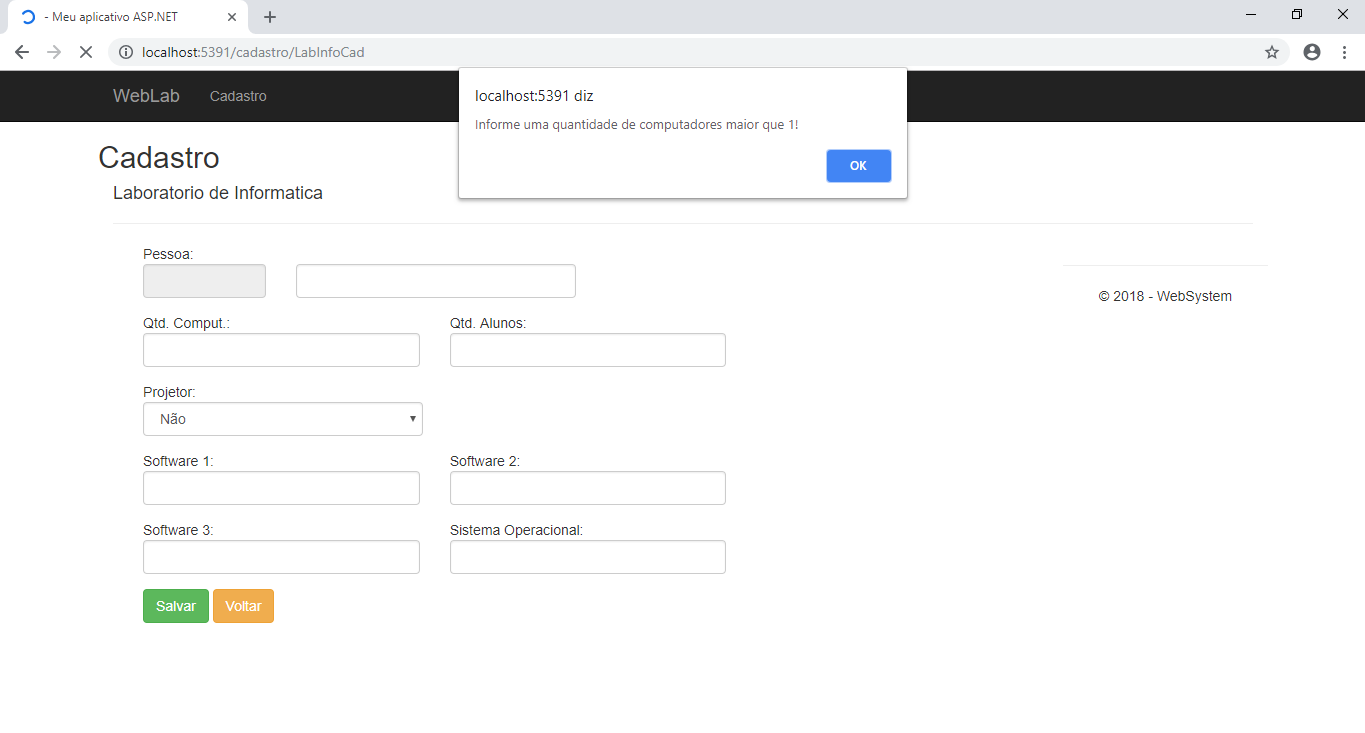 - Meu aplicativo ASP.NET
localhost:5391/cadastro/LabInfoCad
WebLab Cadastro
localhost:5391 diz
Informe uma quantidade de computadores maior que 1!
OK
Cadastro
Laboratorio de Informatica
Pessoa:
© 2018 - WebSystem
Qtd. Comput.: Qtd. Alunos:
Projetor:
Não
Software 1: Software 2:
Software 3: Sistema Operacional:
Salvar Voltar